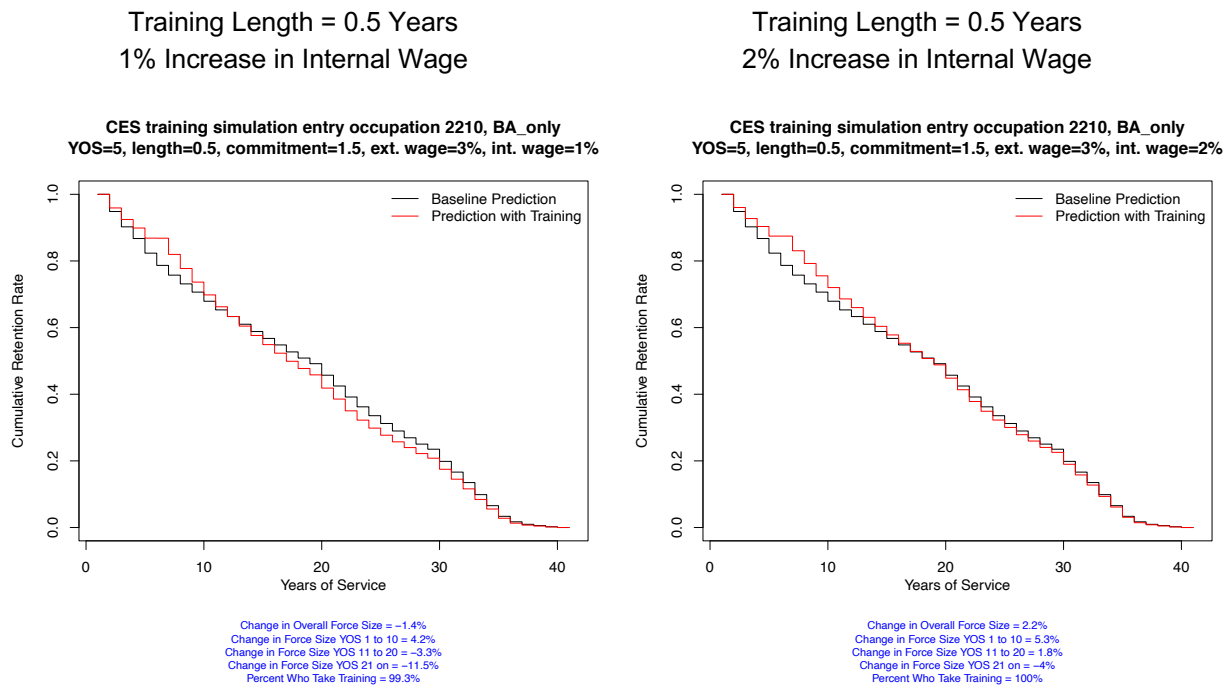 Training Length = 0.5 Years
1% Increase in Internal Wage
CES training simulation entry occupation 2210, BA_only
YOS=5, length=0.5, commitment=1.5, ext. wage=3%, int. wage=1%
Baseline Prediction
Prediction with Training
Cumulative Retention Rate
1.0
0.8
0.6
0.4
0.2
0.0
0 10 20 30 40
Years of Service
Change in Overall Force Size = −1.4%
Change in Force Size YOS 1 to 10 = 4.2%
Change in Force Size YOS 11 to 20 = −3.3%
Change in Force Size YOS 21 on = −11.5%
Percent Who Take Training = 99.3%
Training Length = 0.5 Years
2% Increase in Internal Wage
CES training simulation entry occupation 2210, BA_only
YOS=5, length=0.5, commitment=1.5, ext. wage=3%, int. wage=2%
Baseline Prediction
Prediction with Training
Cumulative Retention Rate
1.0
0.8
0.6
0.4
0.2
0.0
0 10 20 30 40
Years of Service
Change in Overall Force Size = 2.2%
Change in Force Size YOS 1 to 10 = 5.3%
Change in Force Size YOS 11 to 20 = 1.8%
Change in Force Size YOS 21 on = −4%
Percent Who Take Training = 100%